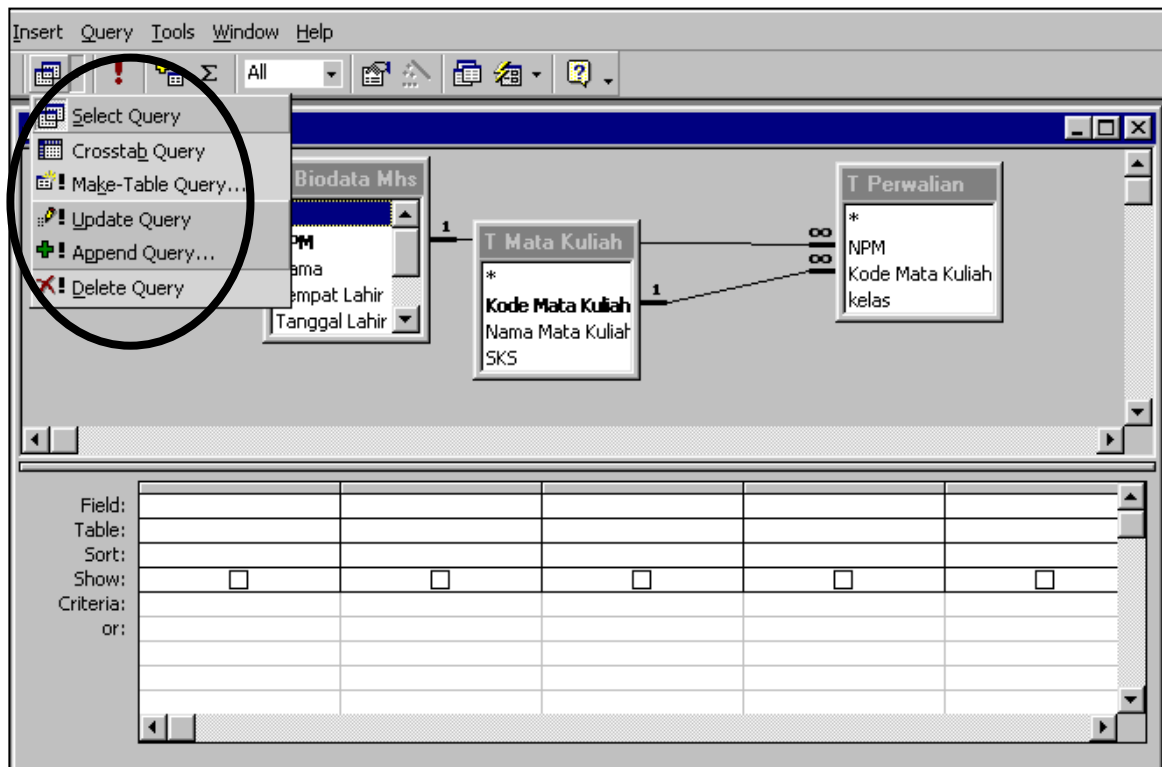 Insert Query Tools Window Help
Σ All
Select Query
Crosstab Query
Make-Table Query...
Update Query
Append Query...
Delete Query
Biodata Mhs
PM
ama
empat Lahir
Tanggal Lahir
1
T Mata Kuliah
*
Kode Mata Kuliah
Nama Mata Kuliah
SKS
1
∞
∞
T Perwalian
*
NPM
Kode Mata Kuliah
kelas
Field:
Table:
Sort:
Show:
Criteria:
or: